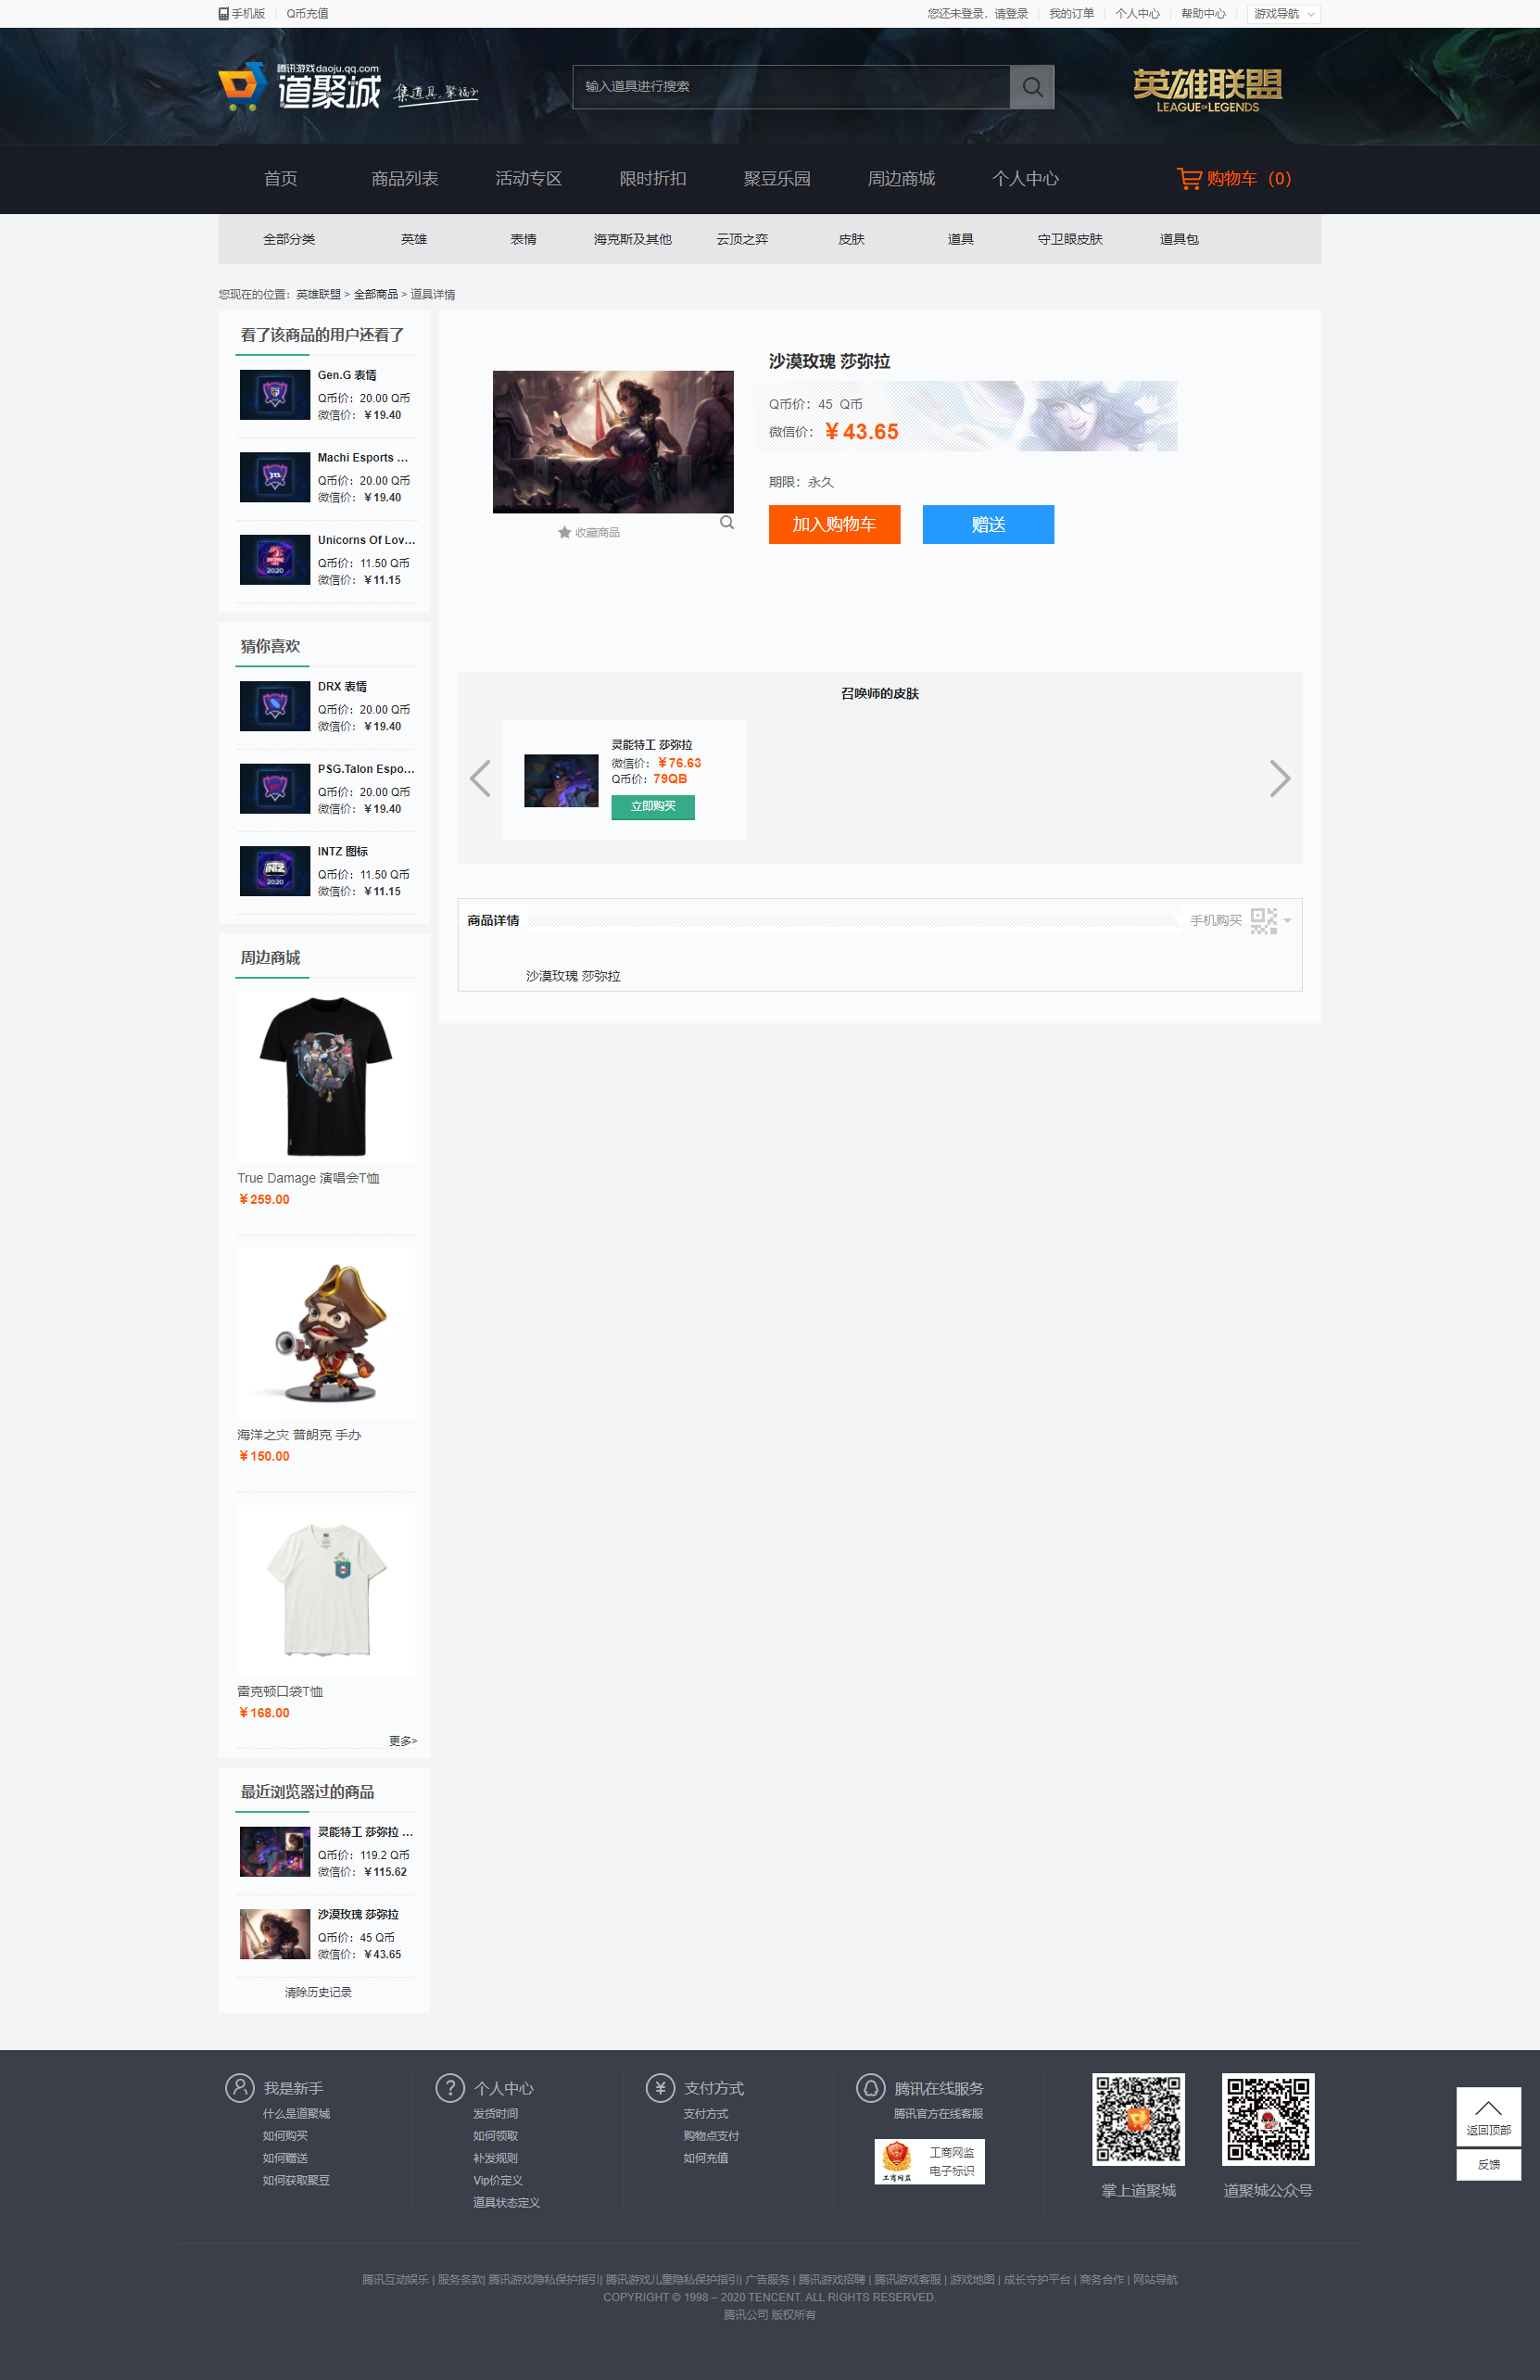 手机版 | Q币充值
您还未登录，请登录 | 我的订单 | 个人中心 | 帮助中心 | 游戏导航
腾讯游戏daoju.qq.com
道聚城 集道具,聚福子
输入道具进行搜索
英雄联盟
LEAGUE OF LEGENDS
首页 商品列表 活动专区 限时折扣 聚豆乐园 周边商城 个人中心 购物车（0）
全部分类 英雄 表情 海克斯及其他 云顶之弈 皮肤 道具 守卫眼皮肤 道具包
您现在的位置：英雄联盟 > 全部商品 > 道具详情
看了该商品的用户还看了
Gen.G 表情
Q币价：20.00 Q币
微信价：￥19.40
Machi Esports ...
Q币价：20.00 Q币
微信价：￥19.40
Unicorns Of Lov...
Q币价：11.50 Q币
微信价：￥11.15
猜你喜欢
DRX 表情
Q币价：20.00 Q币
微信价：￥19.40
PSG.Talon Espo...
Q币价：20.00 Q币
微信价：￥19.40
INTZ
2020
INTZ 图标
Q币价：11.50 Q币
微信价：￥11.15
周边商城
True Damage 演唱会T恤
￥259.00
海洋之灾 普朗克 手办
￥150.00
雷克顿口袋T恤
￥168.00
更多>
最近浏览器过的商品
灵能特工 莎弥拉 ...
Q币价：119.2 Q币
微信价：￥115.62
沙漠玫瑰 莎弥拉
Q币价：45 Q币
微信价：￥43.65
清除历史记录
沙漠玫瑰 莎弥拉
Q币价：45 Q币
微信价：￥43.65
期限：永久
加入购物车 赠送
收藏商品
召唤师的皮肤
灵能特工 莎弥拉
微信价：￥76.63
Q币价：79QB
立即购买
商品详情 手机购买
沙漠玫瑰 莎弥拉
我是新手
什么是道聚城
如何购买
如何赠送
如何获取聚豆
个人中心
发货时间
如何领取
补发规则
Vip价定义
道具状态定义
支付方式
支付方式
购物点支付
如何充值
腾讯在线服务
腾讯官方在线客服
工商网监
工商网监
电子标识
掌上道聚城 道聚城公众号
返回顶部
反馈
腾讯互动娱乐 | 服务条款| 腾讯游戏隐私保护指引| 腾讯游戏儿童隐私保护指引| 广告服务 | 腾讯游戏招聘 | 腾讯游戏客服 | 游戏地图 | 成长守护平台 | 商务合作 | 网站导航
COPYRIGHT © 1998 – 2020 TENCENT. ALL RIGHTS RESERVED.
腾讯公司 版权所有